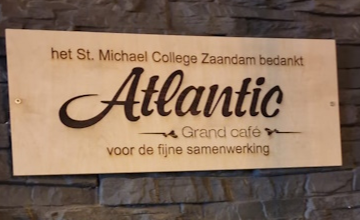 het St. Michael College Zaandam bedankt
Atlantic
Grand café
voor de fijne samenwerking